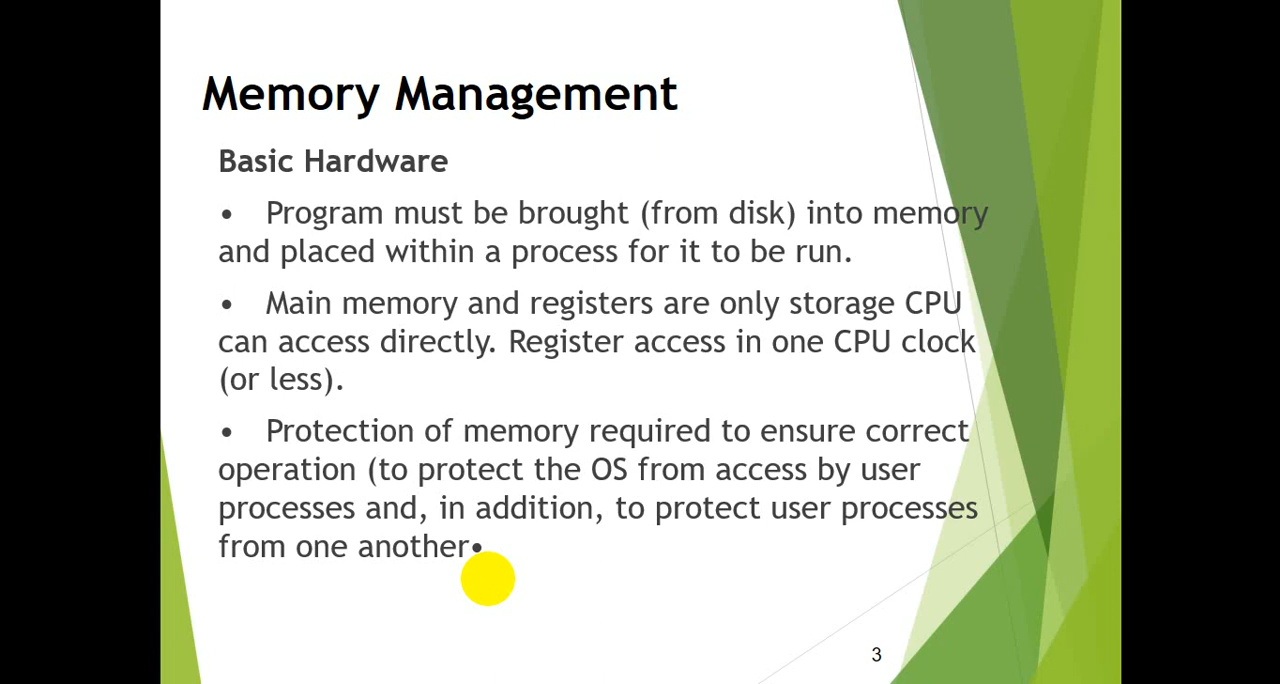 Memory Management
Basic Hardware
• Program must be brought (from disk) into memory
and placed within a process for it to be run.
• Main memory and registers are only storage CPU
can access directly. Register access in one CPU clock
(or less).
• Protection of memory required to ensure correct
operation (to protect the OS from access by user
processes and, in addition, to protect user processes
from one another•
3